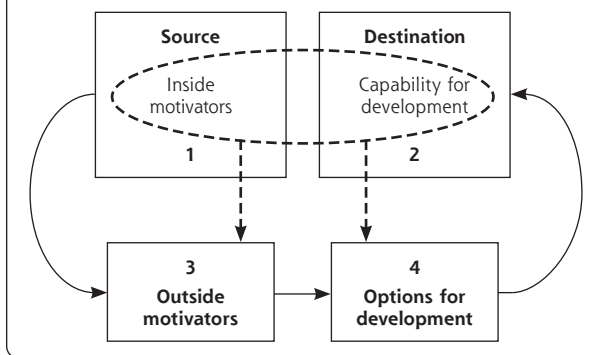 Source
Inside
motivators
1
Destination
Capability for
development
2
3
Outside
motivators
4
Options for
development